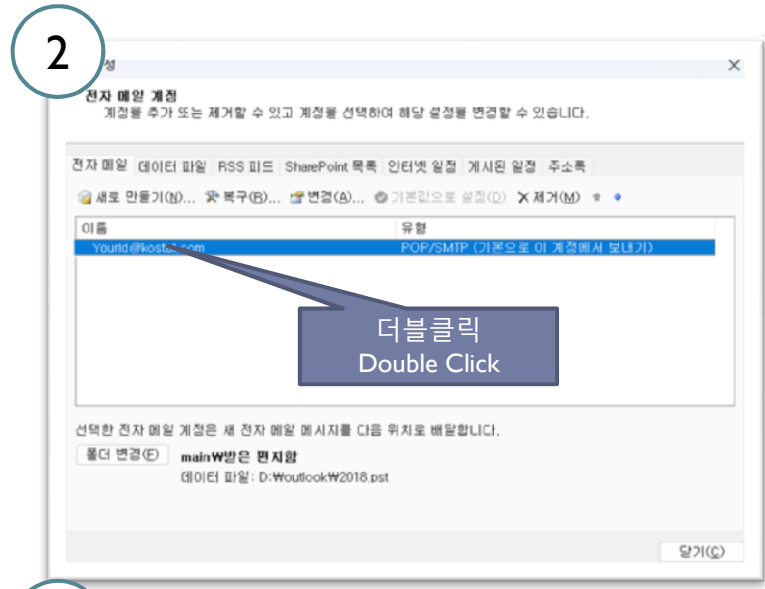 2
성
전자 메일 계정
계정을 추가 또는 제거할 수 있고 계정을 선택하여 해당 설정을 변경할 수 있습니다.
전자 메일 데이터 파일 RSS 피드 SharePoint 목록 인터넷 일정 게시된 일정 주소록
새로 만들기(N)... 복구(R)... 변경(A)... 기본값으로 설정(D) 제거(M)
이름 유형
POP/SMTP (기본으로 이 계정에서 보내기)
더블클릭
Double Click
선택한 전자 메일 계정은 새 전자 메일 메시지를 다음 위치로 배달합니다.
폴더 변경(F) main₩받은 편지함
데이터 파일: D:₩outlook₩2018.pst
닫기(C)